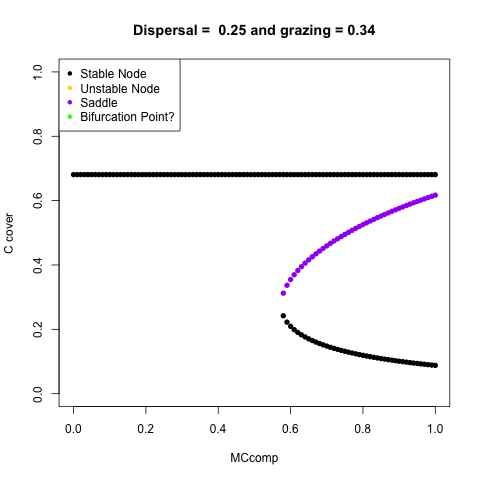 Dispersal =  0.25 and grazing = 0.34
Stable Node
Unstable Node
Saddle
Bifurcation Point?
C cover
1.0
0.8
0.6
0.4
0.2
0.0
0.0 0.2 0.4 0.6 0.8 1.0
MCcomp